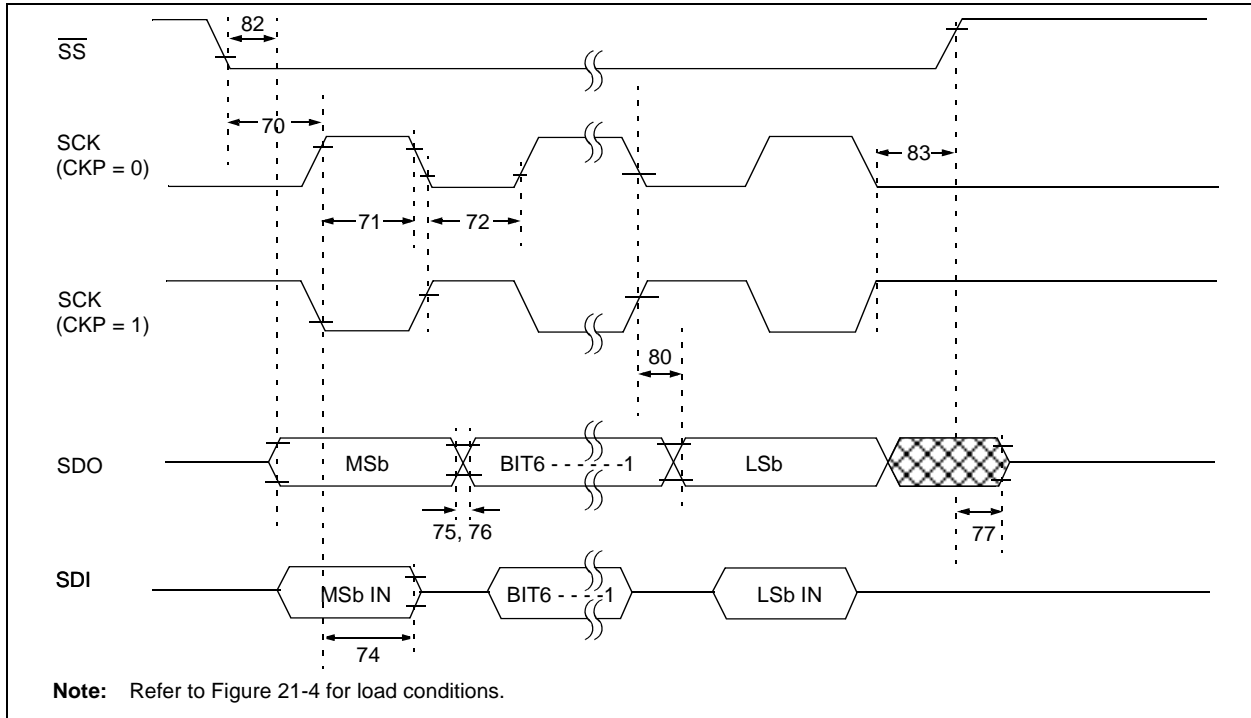 82
SS
70
SCK
(CKP = 0)
83
71
72
SCK
(CKP = 1)
80
SDO
MSb
BIT6 - - - - - -1
LSb
75, 76
77
SDI
MSb IN
BIT6 - - - -1
LSb IN
74
Note: Refer to Figure 21-4 for load conditions.